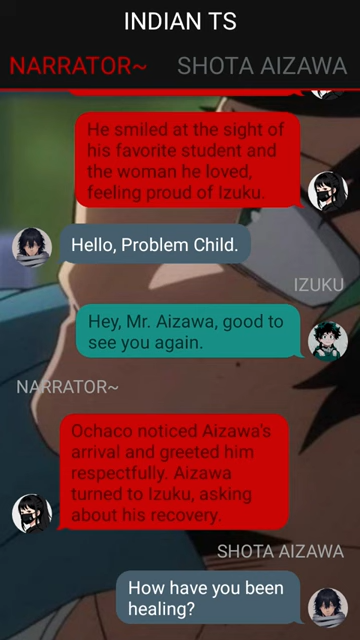 INDIAN TS
NARRATOR~ SHOTA AIZAWA
He smiled at the sight of
his favorite student and
the woman he loved,
feeling proud of Izuku.
Hello, Problem Child.
IZUKU
Hey, Mr. Aizawa, good to
see you again.
NARRATOR~
Ochaco noticed Aizawa's
arrival and greeted him
respectfully. Aizawa
turned to Izuku, asking
about his recovery.
SHOTA AIZAWA
How have you been
healing?